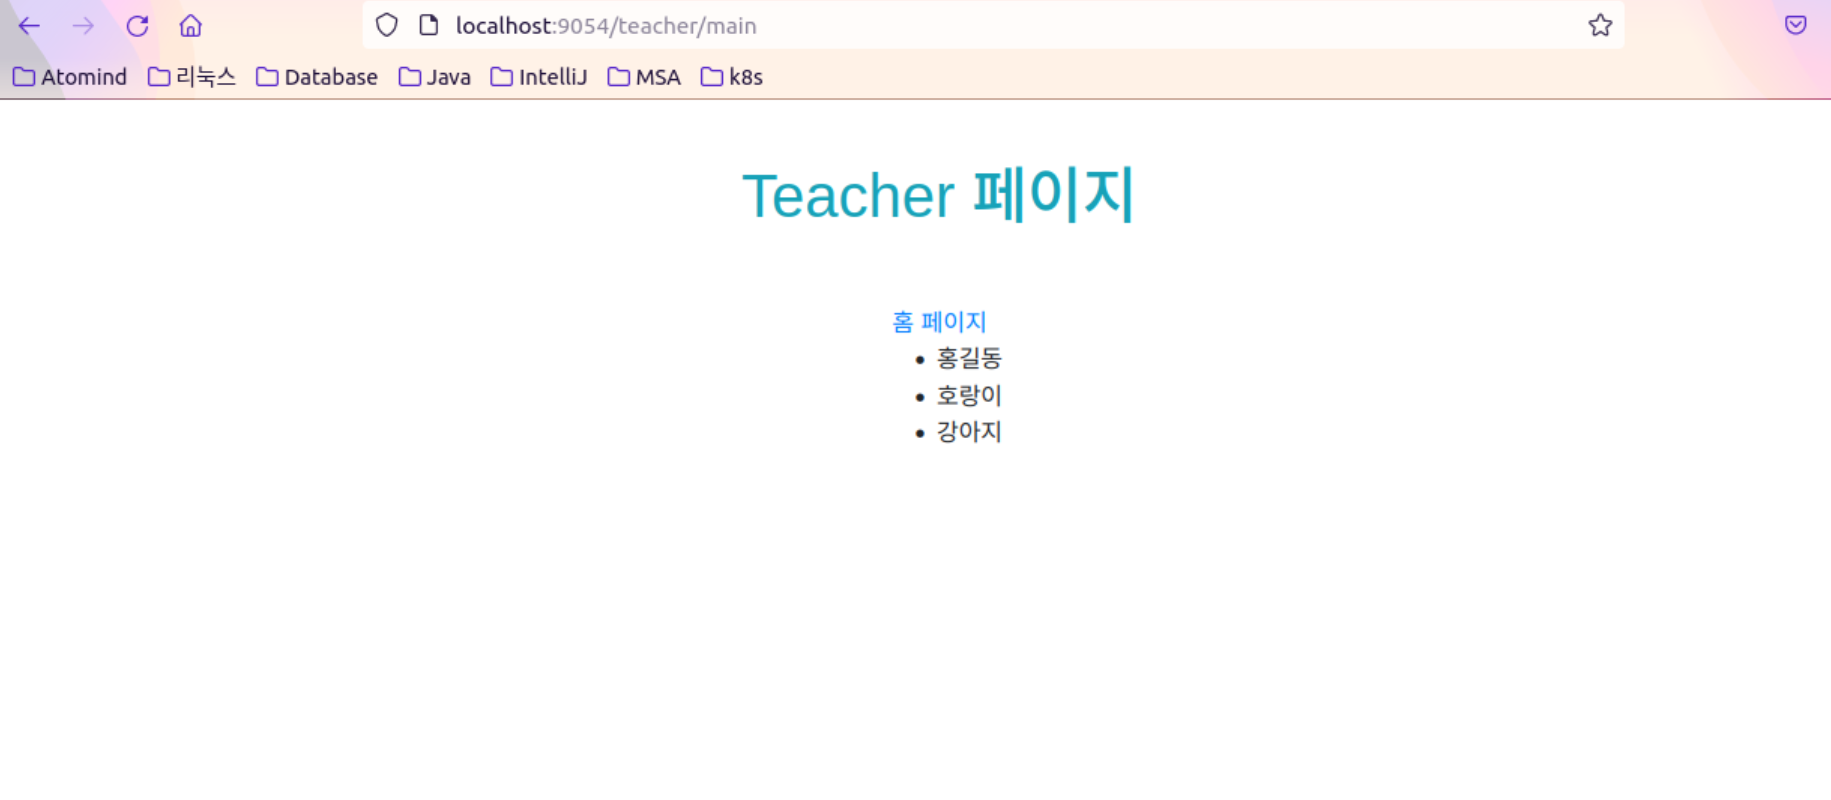 localhost:9054/teacher/main
Atomind 리눅스 Database Java IntelliJ MSA k8s
Teacher 페이지
홈 페이지
홍길동
호랑이
강아지